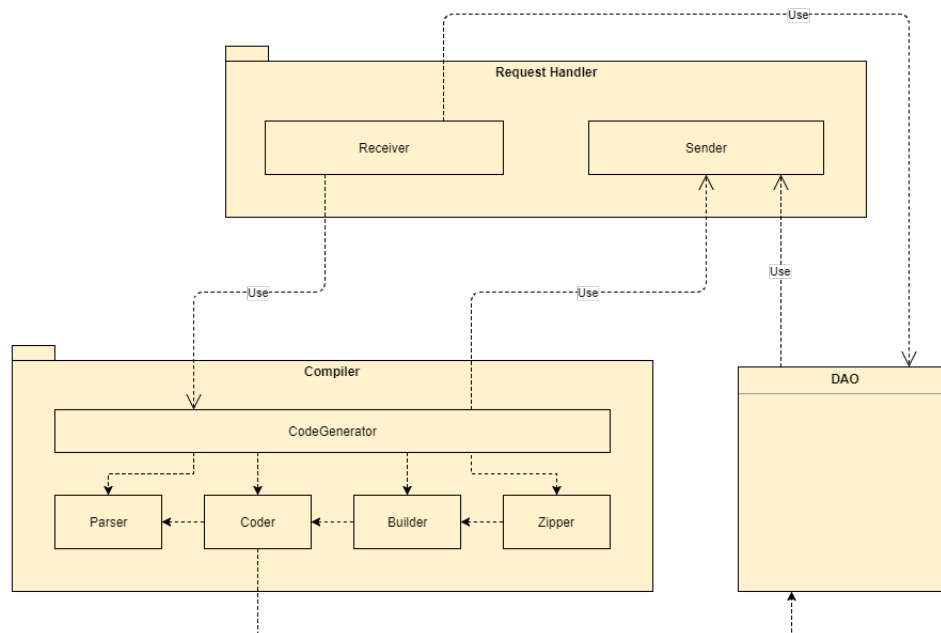 Use
Request Handler
Receiver
Sender
Use
Use
Use
Compiler
DAO
CodeGenerator
Parser
Coder
Builder
Zipper